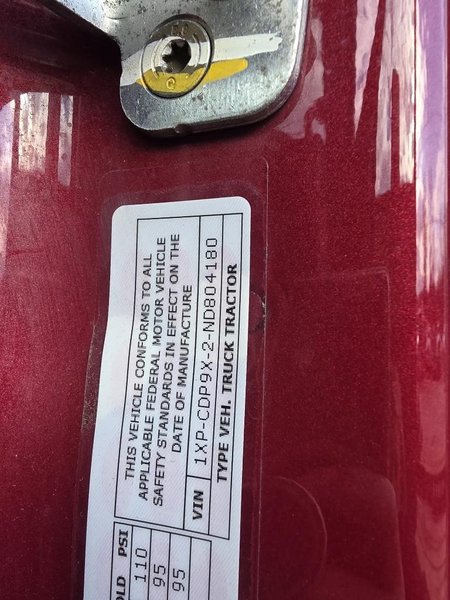 THIS VEHICLE CONFORMS TO ALL
APPLICABLE FEDERAL MOTOR VEHICLE
SAFETY STANDARDS IN EFFECT ON THE
DATE OF MANUFACTURE
VIN 1XP-CDP9X-2-ND804180
TYPE VEH. TRUCK TRACTOR
OLD PSI
110
95
95